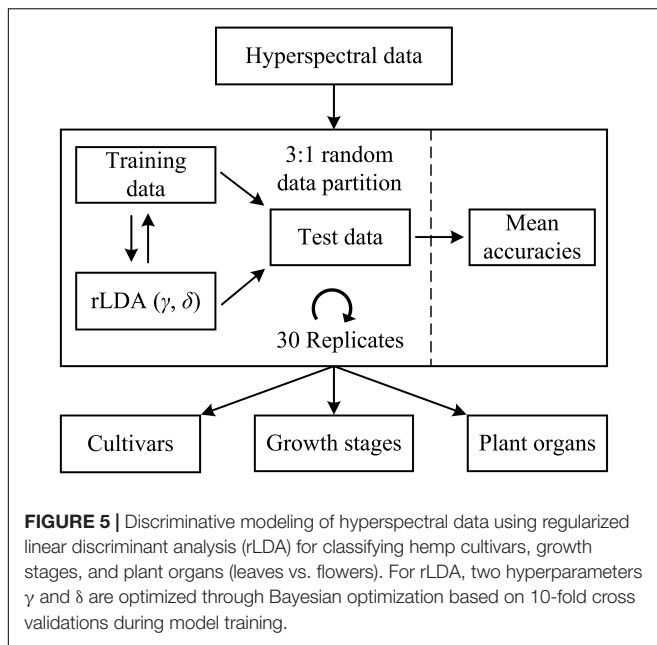 Hyperspectral data
Training
data
3:1 random
data partition
Test data
Mean
accuracies
rLDA (γ, δ)
30 Replicates
Cultivars
Growth stages
Plant organs
FIGURE 5 | Discriminative modeling of hyperspectral data using regularized
linear discriminant analysis (rLDA) for classifying hemp cultivars, growth
stages, and plant organs (leaves vs. flowers). For rLDA, two hyperparameters
γ and δ are optimized through Bayesian optimization based on 10-fold cross
validations during model training.